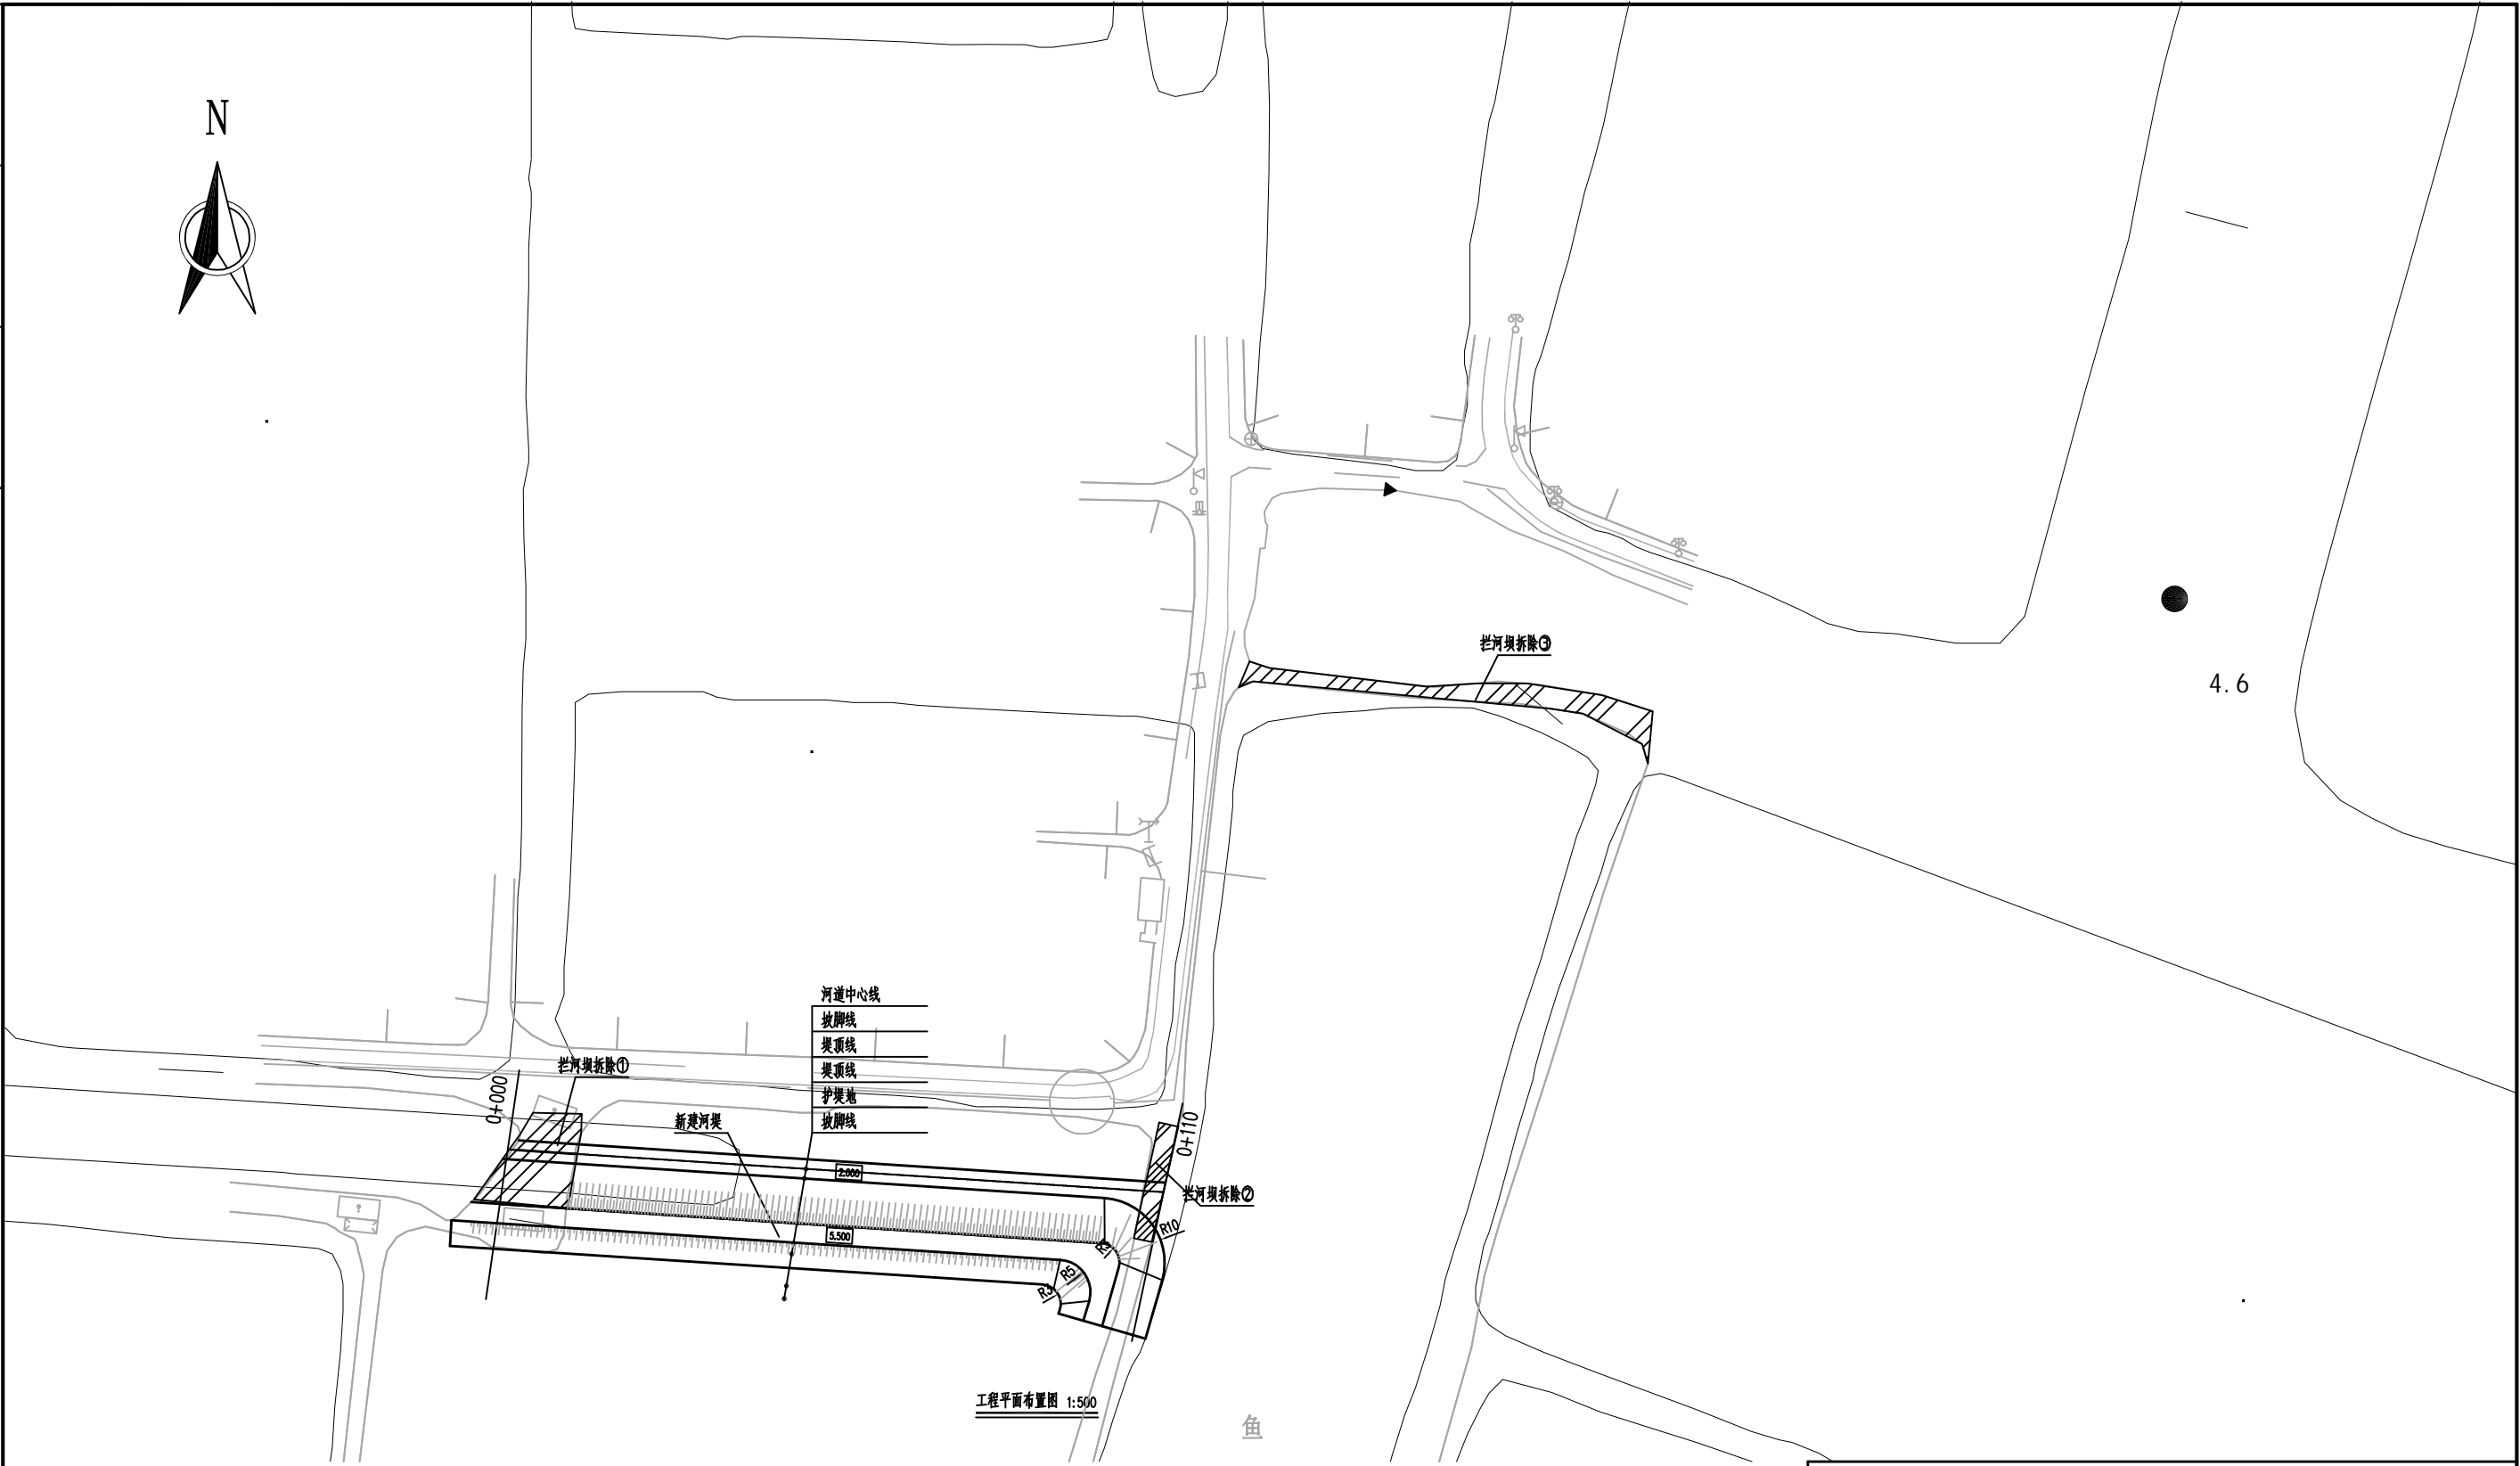 N
拦河坝拆除③
4.6
河道中心线
坡脚线
堤顶线
堤顶线
护堤地
坡脚线
拦河坝拆除①
0+000
新建河堤
0+110
2.000
拦河坝拆除②
5.500
R10
R5
R3
工程平面布置图 1:500
鱼